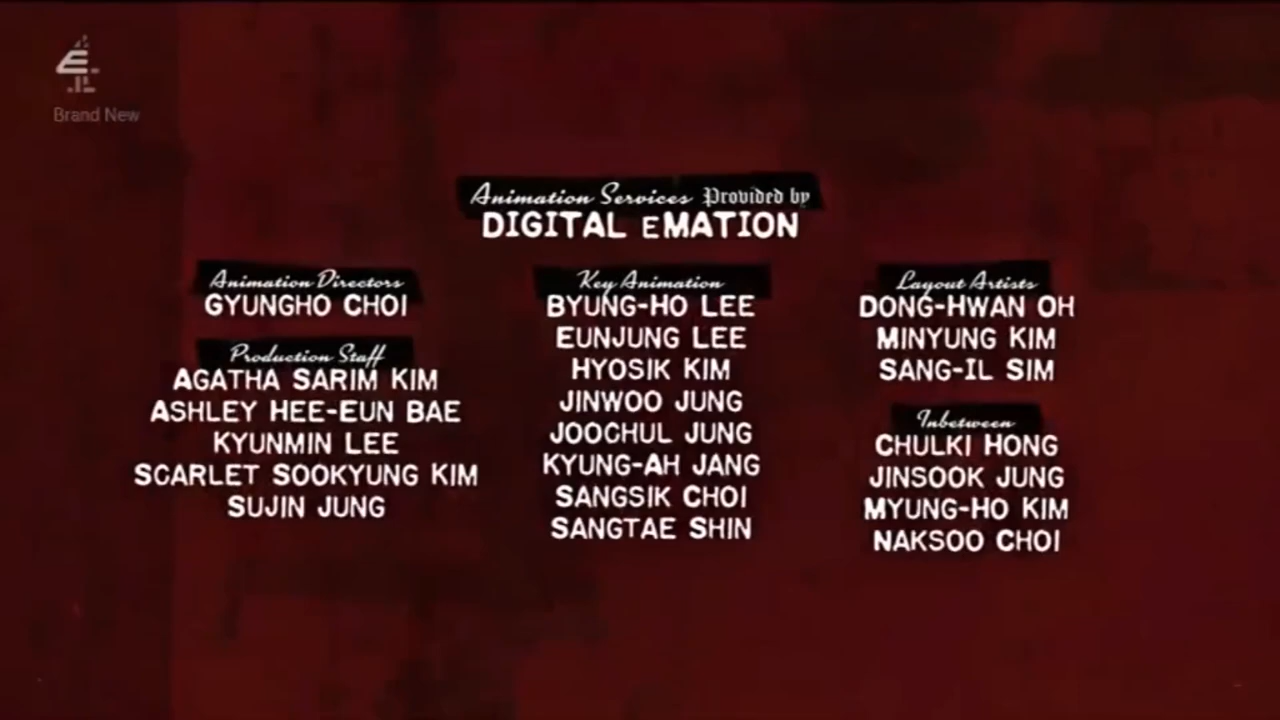 E4
Brand New
Animation Services Provided by
DIGITAL eMATION
Animation Directors
GYUNGHO CHOI
Production Staff
AGATHA SARIM KIM
ASHLEY HEE-EUN BAE
KYUNMIN LEE
SCARLET SOOKYUNG KIM
SUJIN JUNG
Key Animation
BYUNG-HO LEE
EUNJUNG LEE
HYOSIK KIM
JINWOO JUNG
JOOCHUL JUNG
KYUNG-AH JANG
SANGSIK CHOI
SANGTAE SHIN
Layout Artists
DONG-HWAN OH
MINYUNG KIM
SANG-IL SIM
Inbetween
CHULKI HONG
JINSOOK JUNG
MYUNG-HO KIM
NAKSOO CHOI